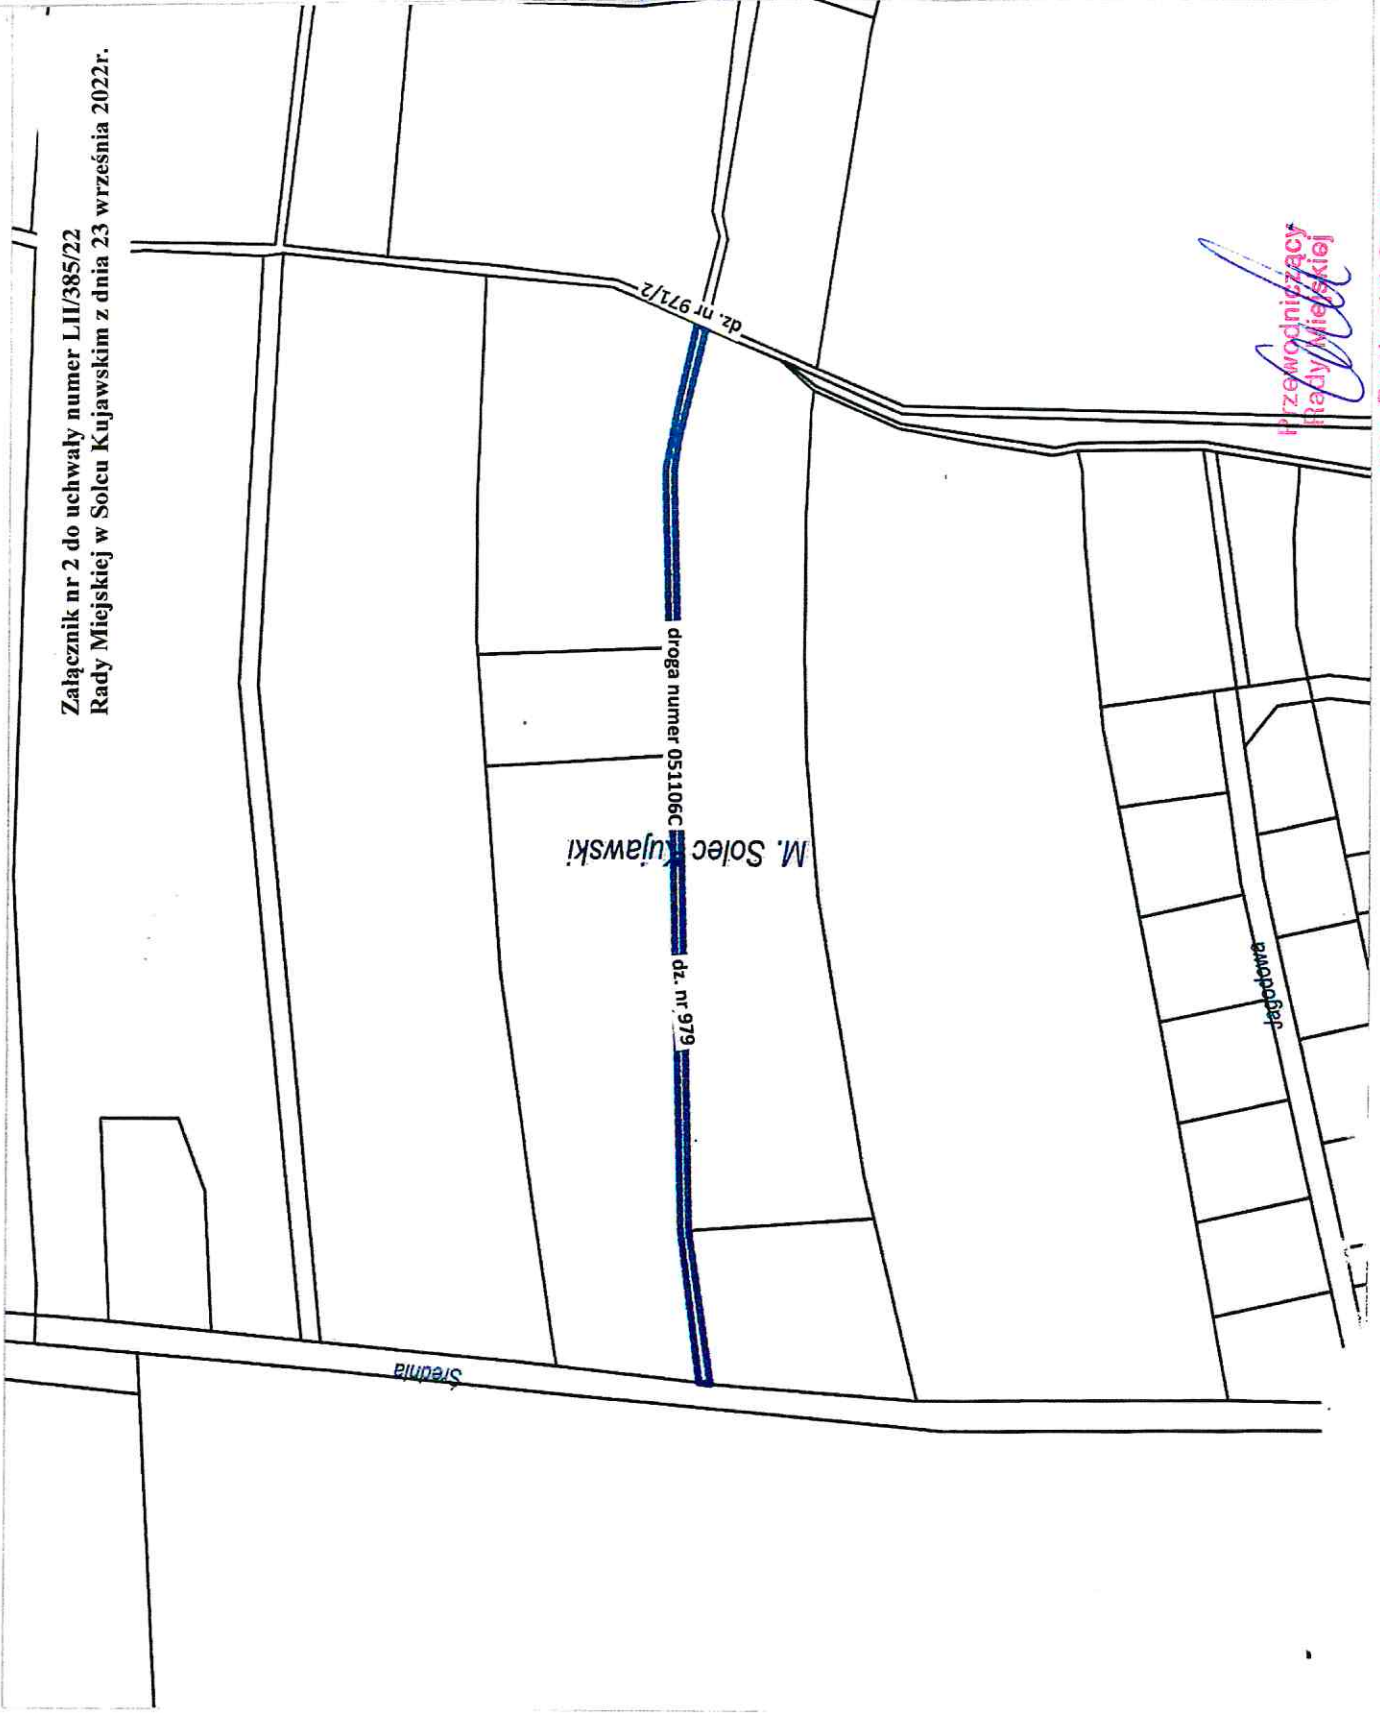 Załącznik nr 2 do uchwały numer LII/385/22
Rady Miejskiej w Solcu Kujawskim z dnia 23 września 2022r.
dz. nr 971/2
droga numer 051106C
M. Solec Kujawski
dz. nr 979
Jagodowa
Średnia
Przewodniczący
Rady Miejskiej